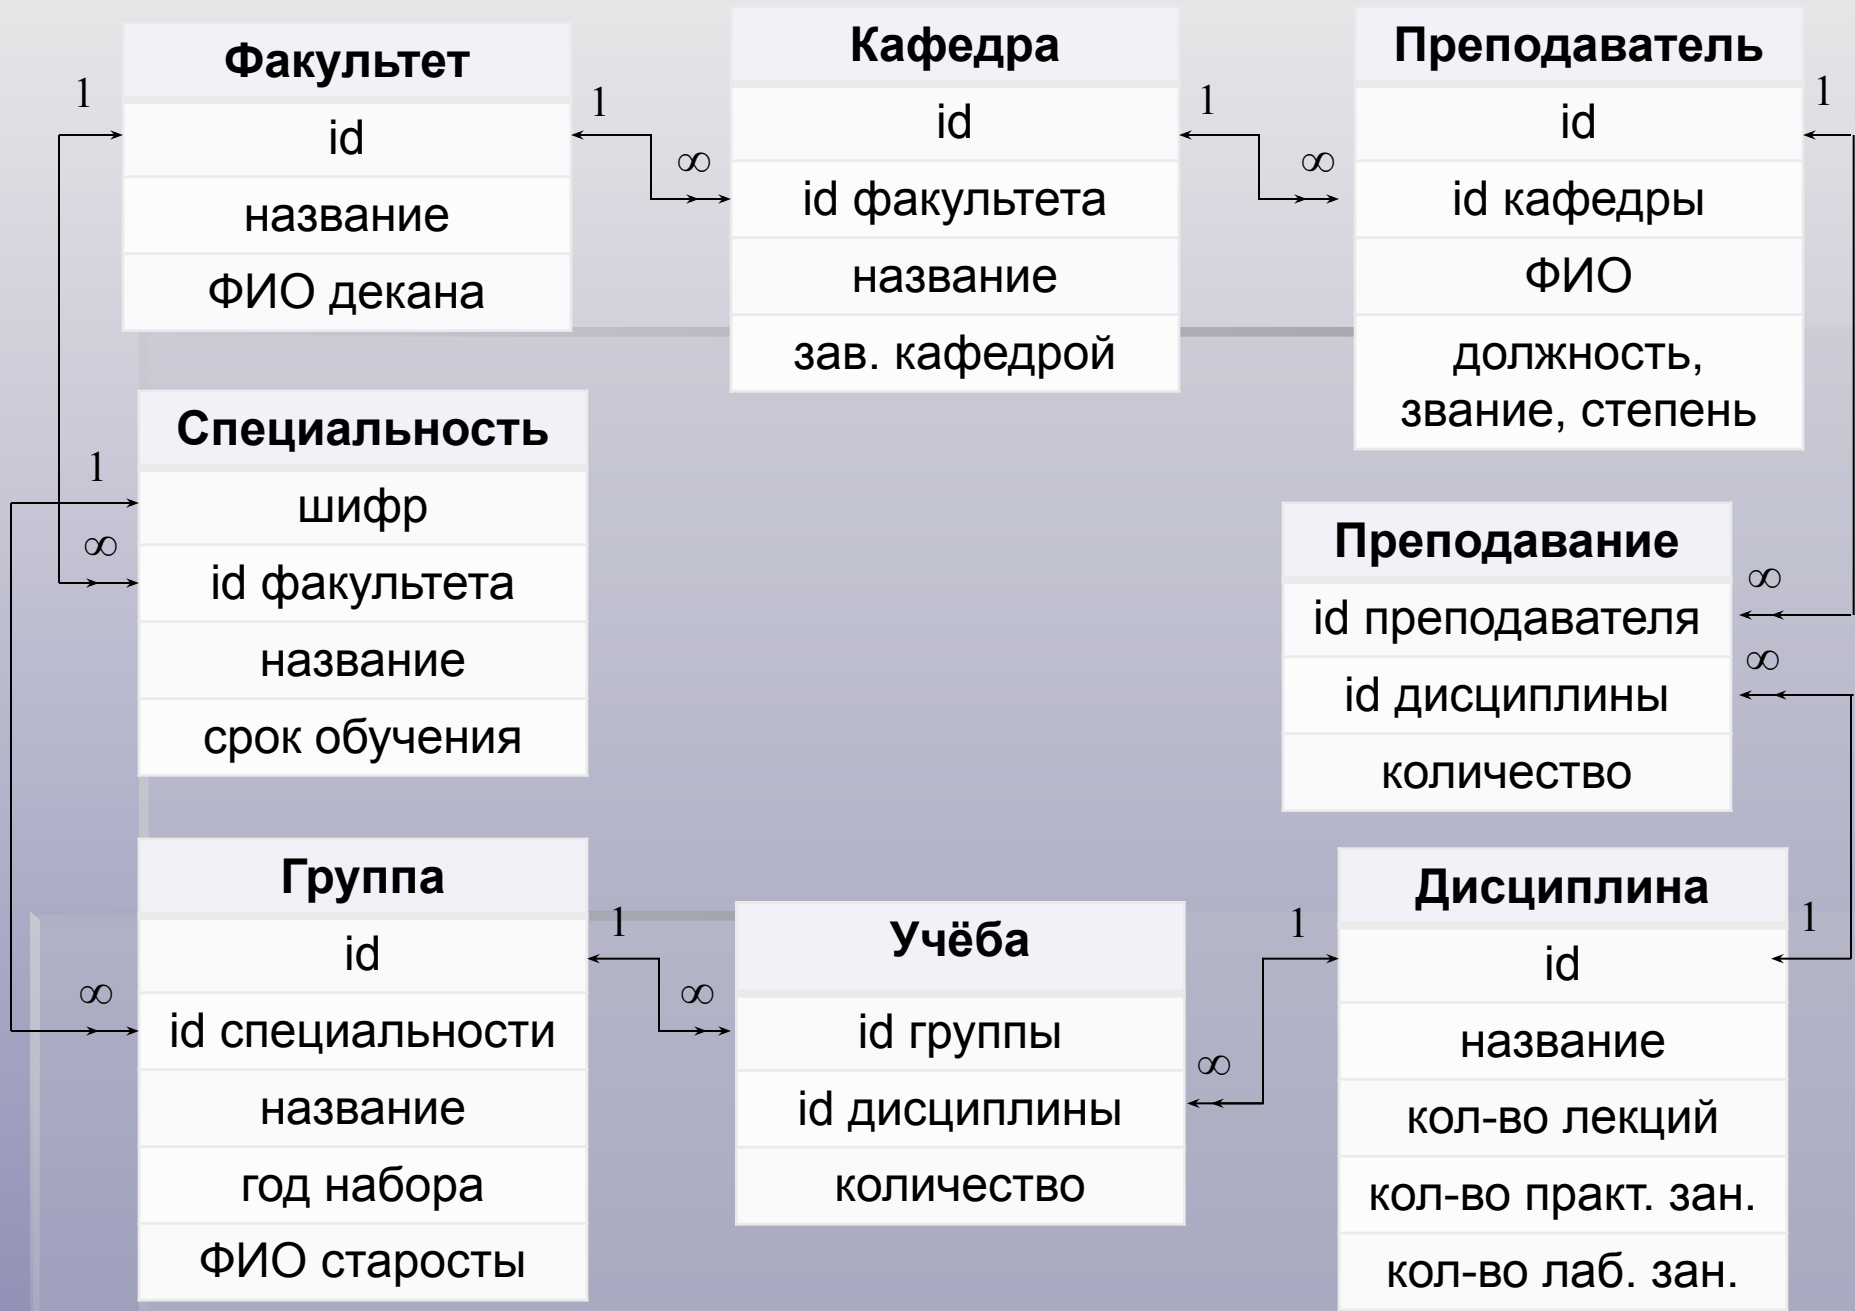 Факультет
1
1
id
название
ФИО декана
Кафедра
∞
1
id
id факультета
название
зав. кафедрой
Преподаватель
∞
1
id
id кафедры
ФИО
должность,
звание, степень
Специальность
1
∞
шифр
id факультета
название
срок обучения
Преподавание
∞
∞
id преподавателя
id дисциплины
количество
Группа
1
∞
id
id специальности
название
год набора
ФИО старосты
Учёба
∞
∞
id группы
id дисциплины
количество
Дисциплина
1
1
id
название
кол-во лекций
кол-во практ. зан.
кол-во лаб. зан.